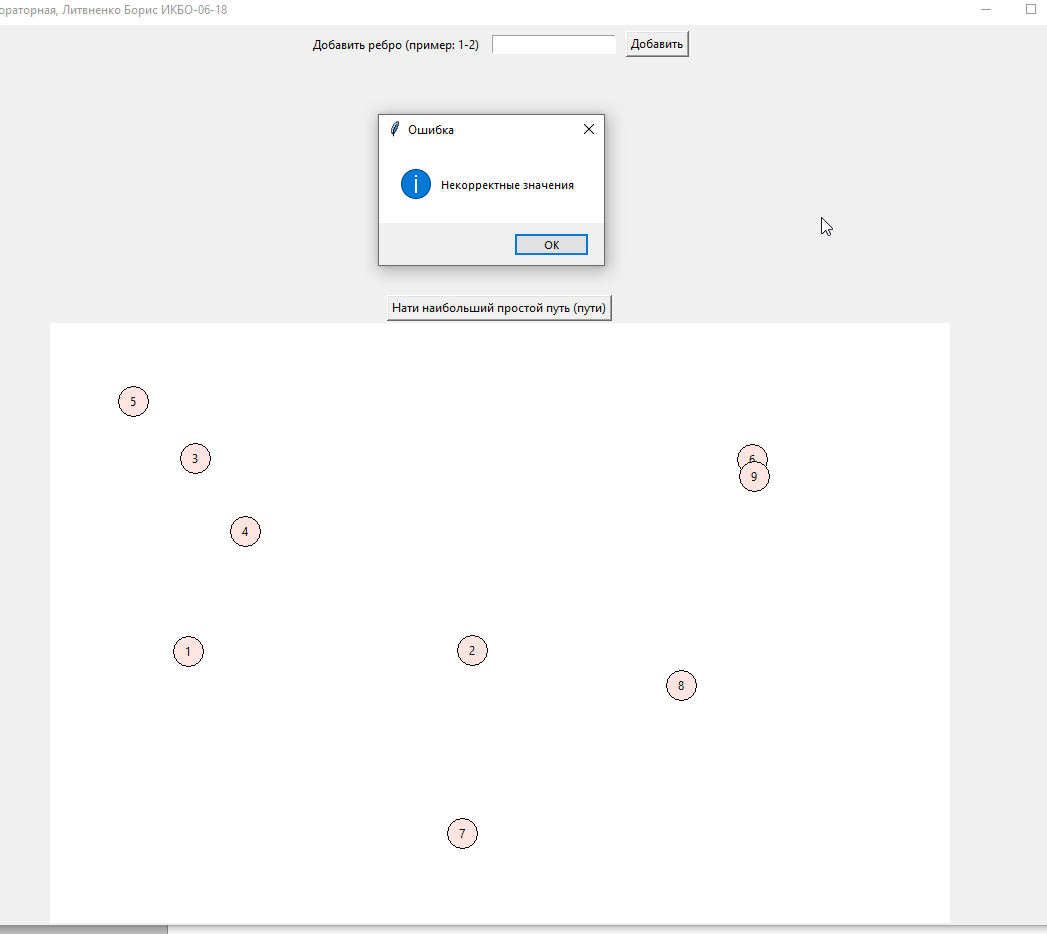 ораторная, Литвненко Борис ИКБО-06-18
Добавить ребро (пример: 1-2)
Добавить
Ошибка
Некорректные значения
OK
Нати наибольший простой путь (пути)
5
3
6
9
4
1
2
8
7